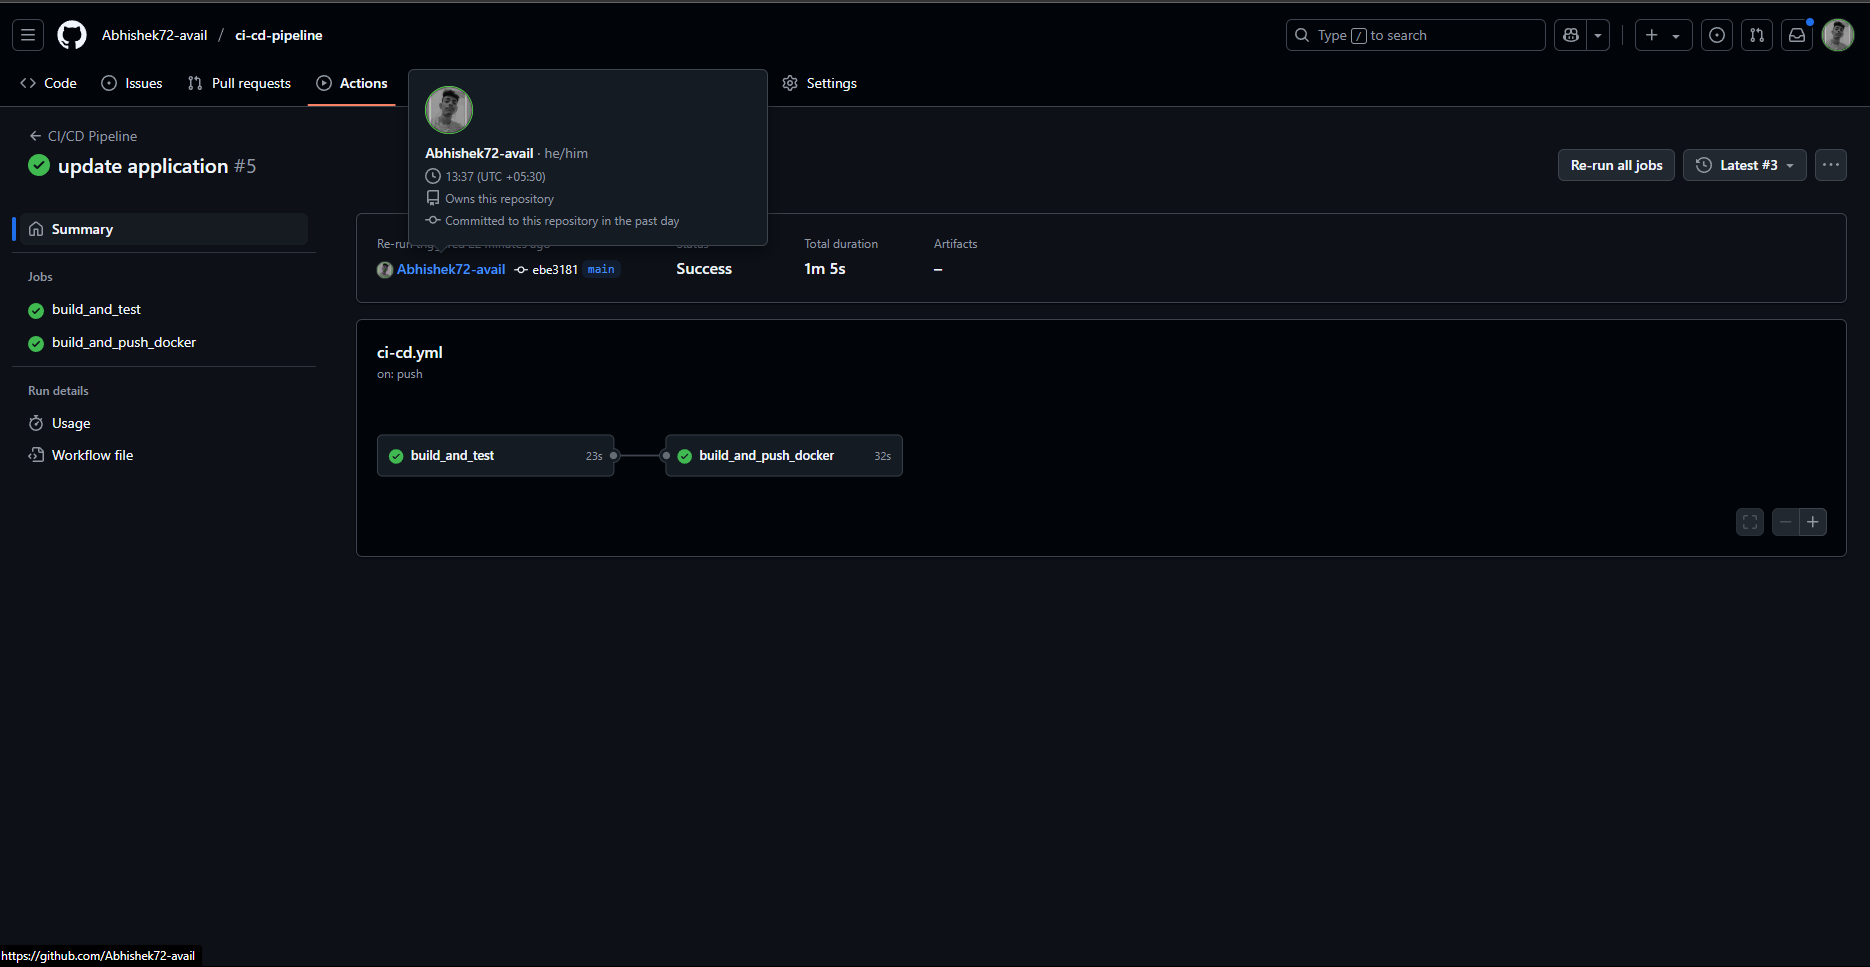 Abhishek72-avail / ci-cd-pipeline
Type / to search
Code Issues Pull requests Actions Settings
CI/CD Pipeline
update application #5
Re-run all jobs Latest #3
Abhishek72-avail · he/him
13:37 (UTC +05:30)
Owns this repository
Committed to this repository in the past day
Summary
Jobs
build_and_test
build_and_push_docker
Run details
Usage
Workflow file
Total duration Artifacts
Abhishek72-avail ebe3181 main Success 1m 5s –
ci-cd.yml
on: push
build_and_test 23s build_and_push_docker 32s
https://github.com/Abhishek72-avail